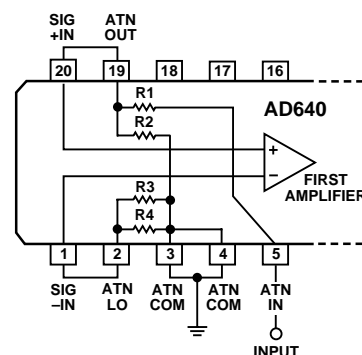 SIG ATN
+IN OUT
20 19 18 17 16
R1
AD640
R2
+
–
FIRST
AMPLIFIER
R3
R4
1 2 3 4 5
SIG ATN ATN ATN ATN
–IN LO COM COM IN
INPUT